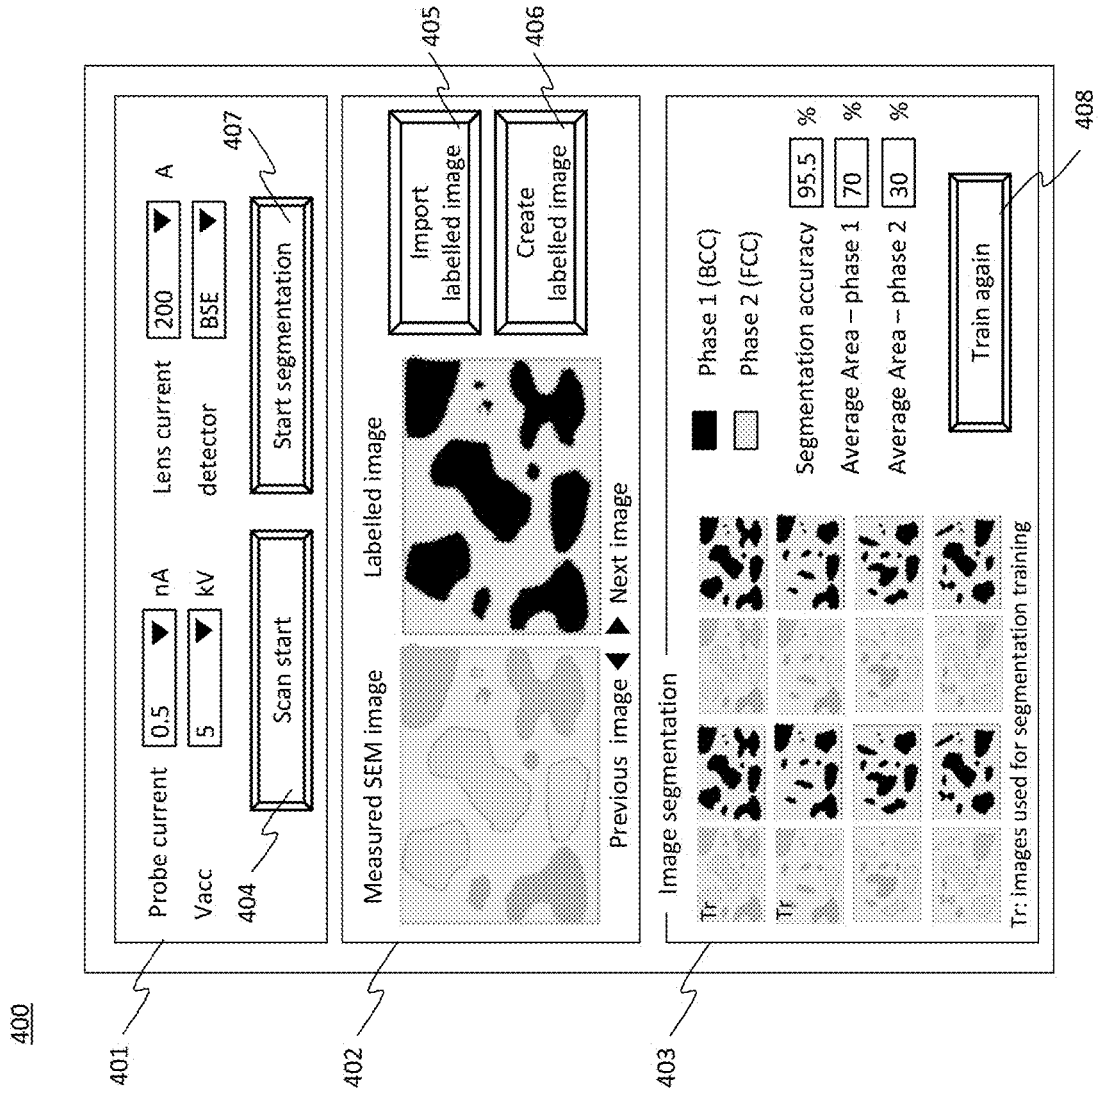 400
401
Probe current 0.5 nA Lens current 200 A
Vacc 5 kV detector BSE
404 Scan start Start segmentation 407
402
Measured SEM image Labelled image
Import
labelled image
405
Create
labelled image
406
Previous image Next image
403
Image segmentation
Tr
Tr
Tr: images used for segmentation training
Phase 1 (BCC)
Phase 2 (FCC)
Segmentation accuracy 95.5 %
Average Area – phase 1 70 %
Average Area – phase 2 30 %
Train again
408